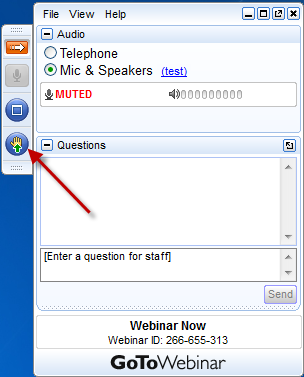 File View Help
Audio
Telephone
Mic & Speakers (test)
MUTED
Questions
[Enter a question for staff]
Send
Webinar Now
Webinar ID: 266-655-313
GoToWebinar